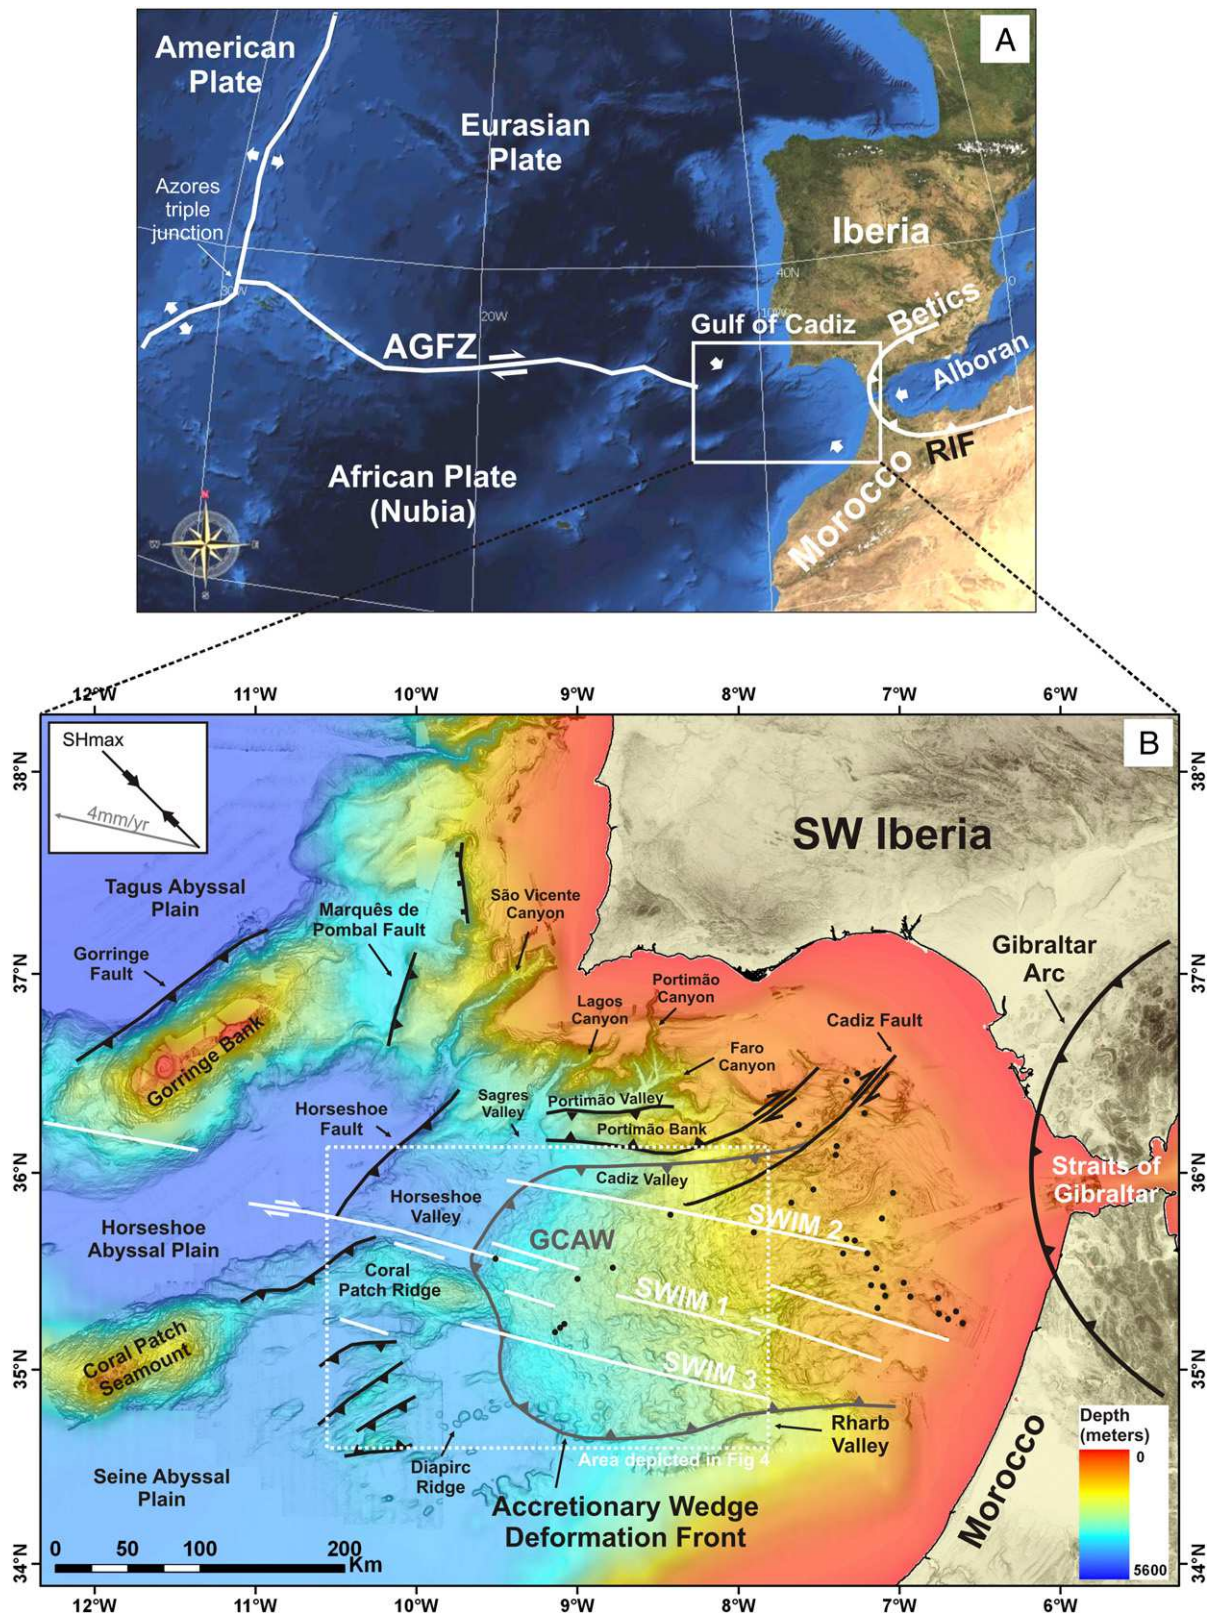 A
American
Plate
Eurasian
Plate
Azores
triple
junction
Iberia
40N
0
30W
20W
10W
Betics
Gulf of Cadiz
AGFZ
Alboran
RIF
African Plate
(Nubia)
Morocco
N
W
E
S
12°W
11°W
10°W
9°W
8°W
7°W
6°W
B
SHmax
4mm/yr
38°N
38°N
SW Iberia
Tagus Abyssal
Plain
Marquês de
Pombal Fault
São Vicente
Canyon
Gorringe
Fault
Gibraltar
Arc
37°N
37°N
Portimão
Canyon
Lagos
Canyon
Cadiz Fault
Gorringe Bank
Faro
Canyon
Sagres
Valley
Portimão Valley
Horseshoe
Fault
Portimão Bank
36°N
36°N
Cadiz Valley
Straits of
Gibraltar
Horseshoe
Valley
SWIM 2
Horseshoe
Abyssal Plain
GCAW
Coral
Patch Ridge
SWIM 1
Coral Patch
Seamount
SWIM 3
35°N
35°N
Rharb
Valley
Depth
(meters)
0
5600
Area depicted in Fig 4
Diapirc
Ridge
Seine Abyssal
Plain
Accretionary Wedge
Deformation Front
Morocco
0 50 100 200
Km
34°N
34°N
12°W
11°W
10°W
9°W
8°W
7°W
6°W